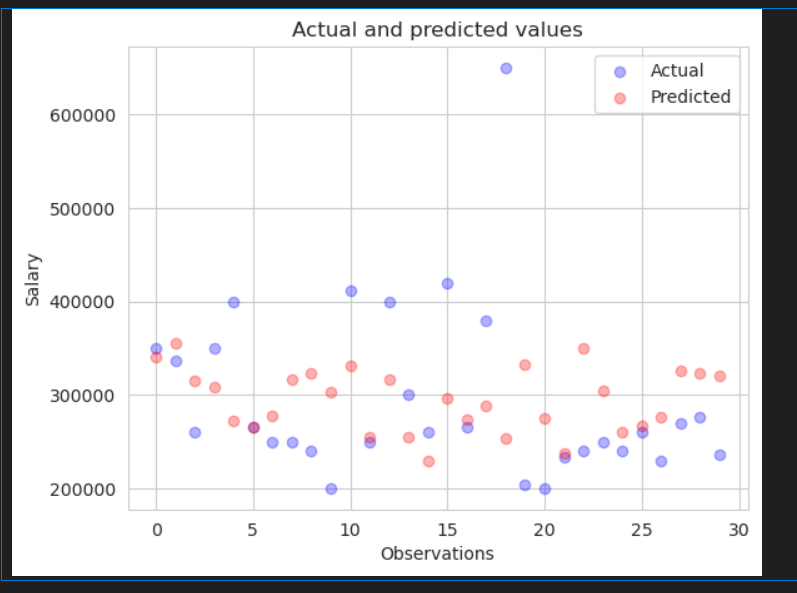 Actual and predicted values
Actual
Predicted
600000
500000
400000
300000
200000
Salary
0 5 10 15 20 25 30
Observations